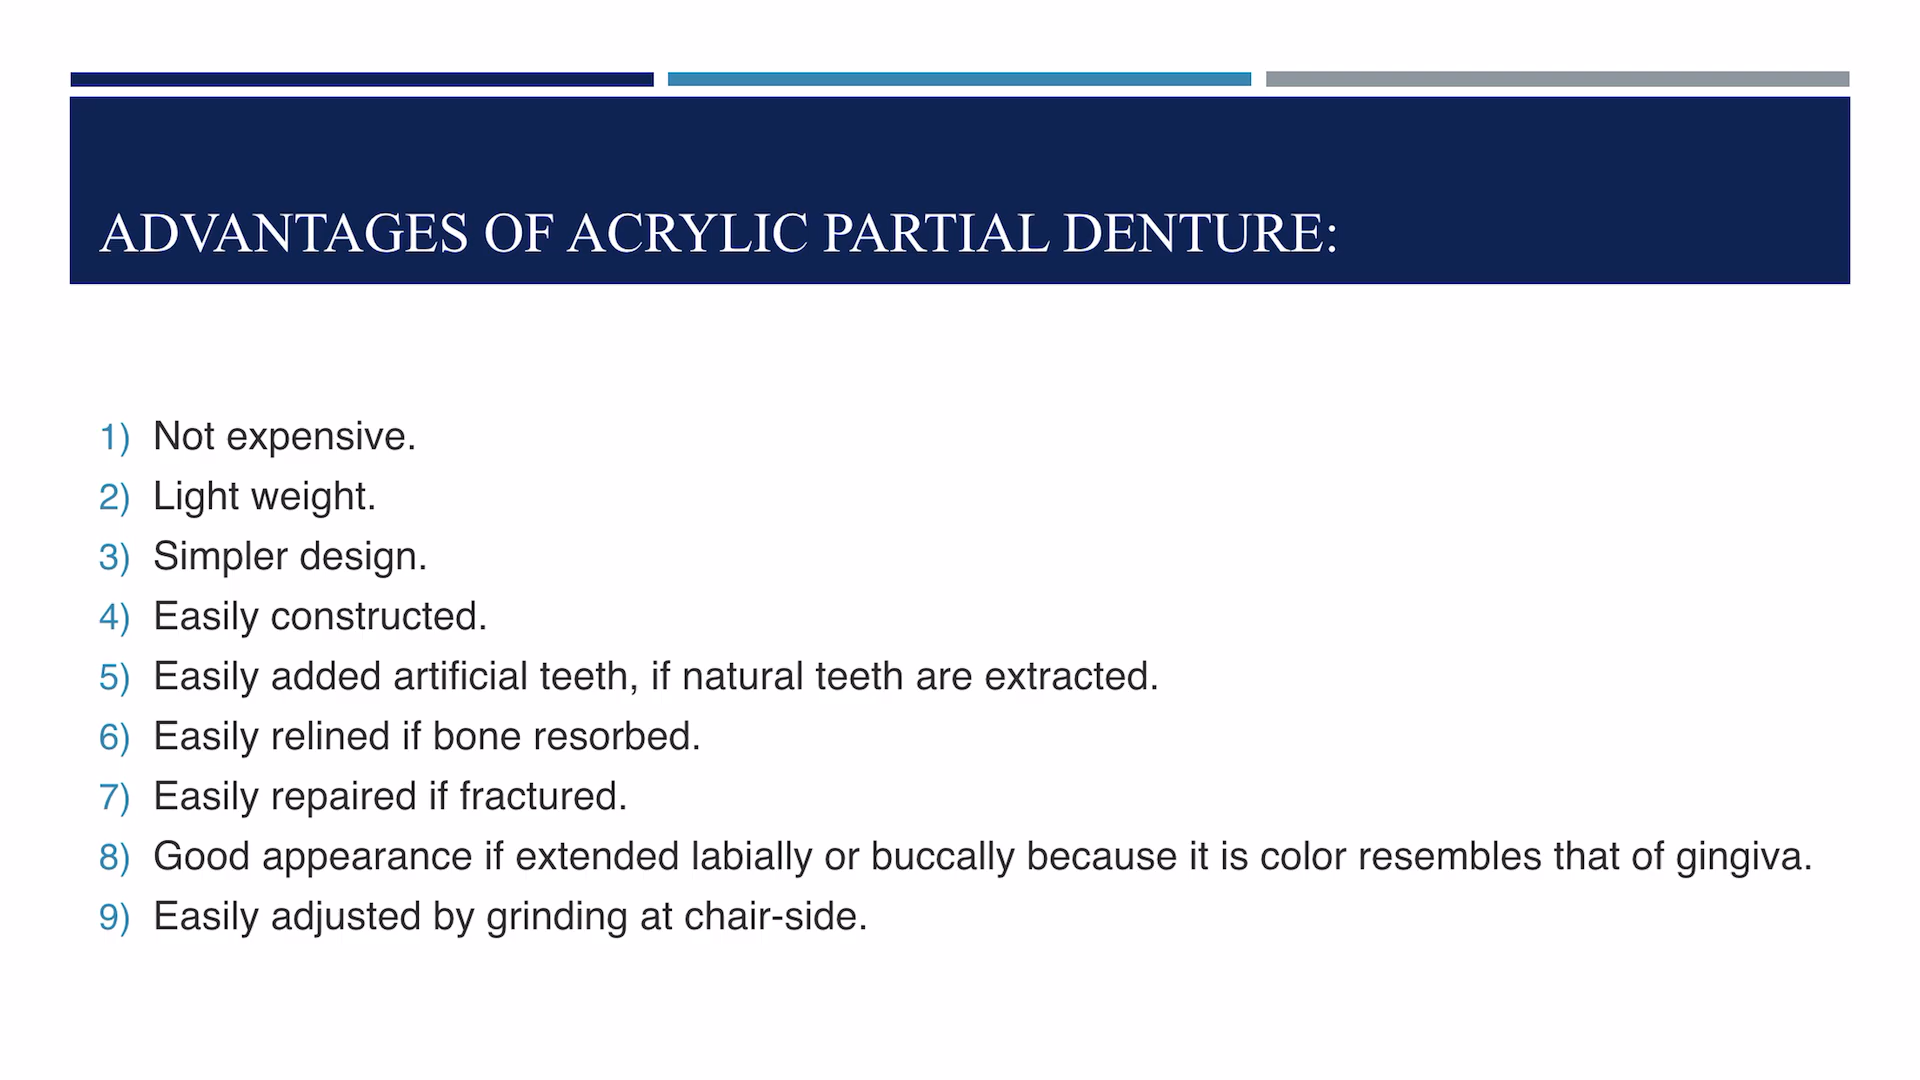 ADVANTAGES OF ACRYLIC PARTIAL DENTURE:
1) Not expensive.
2) Light weight.
3) Simpler design.
4) Easily constructed.
5) Easily added artificial teeth, if natural teeth are extracted.
6) Easily relined if bone resorbed.
7) Easily repaired if fractured.
8) Good appearance if extended labially or buccally because it is color resembles that of gingiva.
9) Easily adjusted by grinding at chair-side.